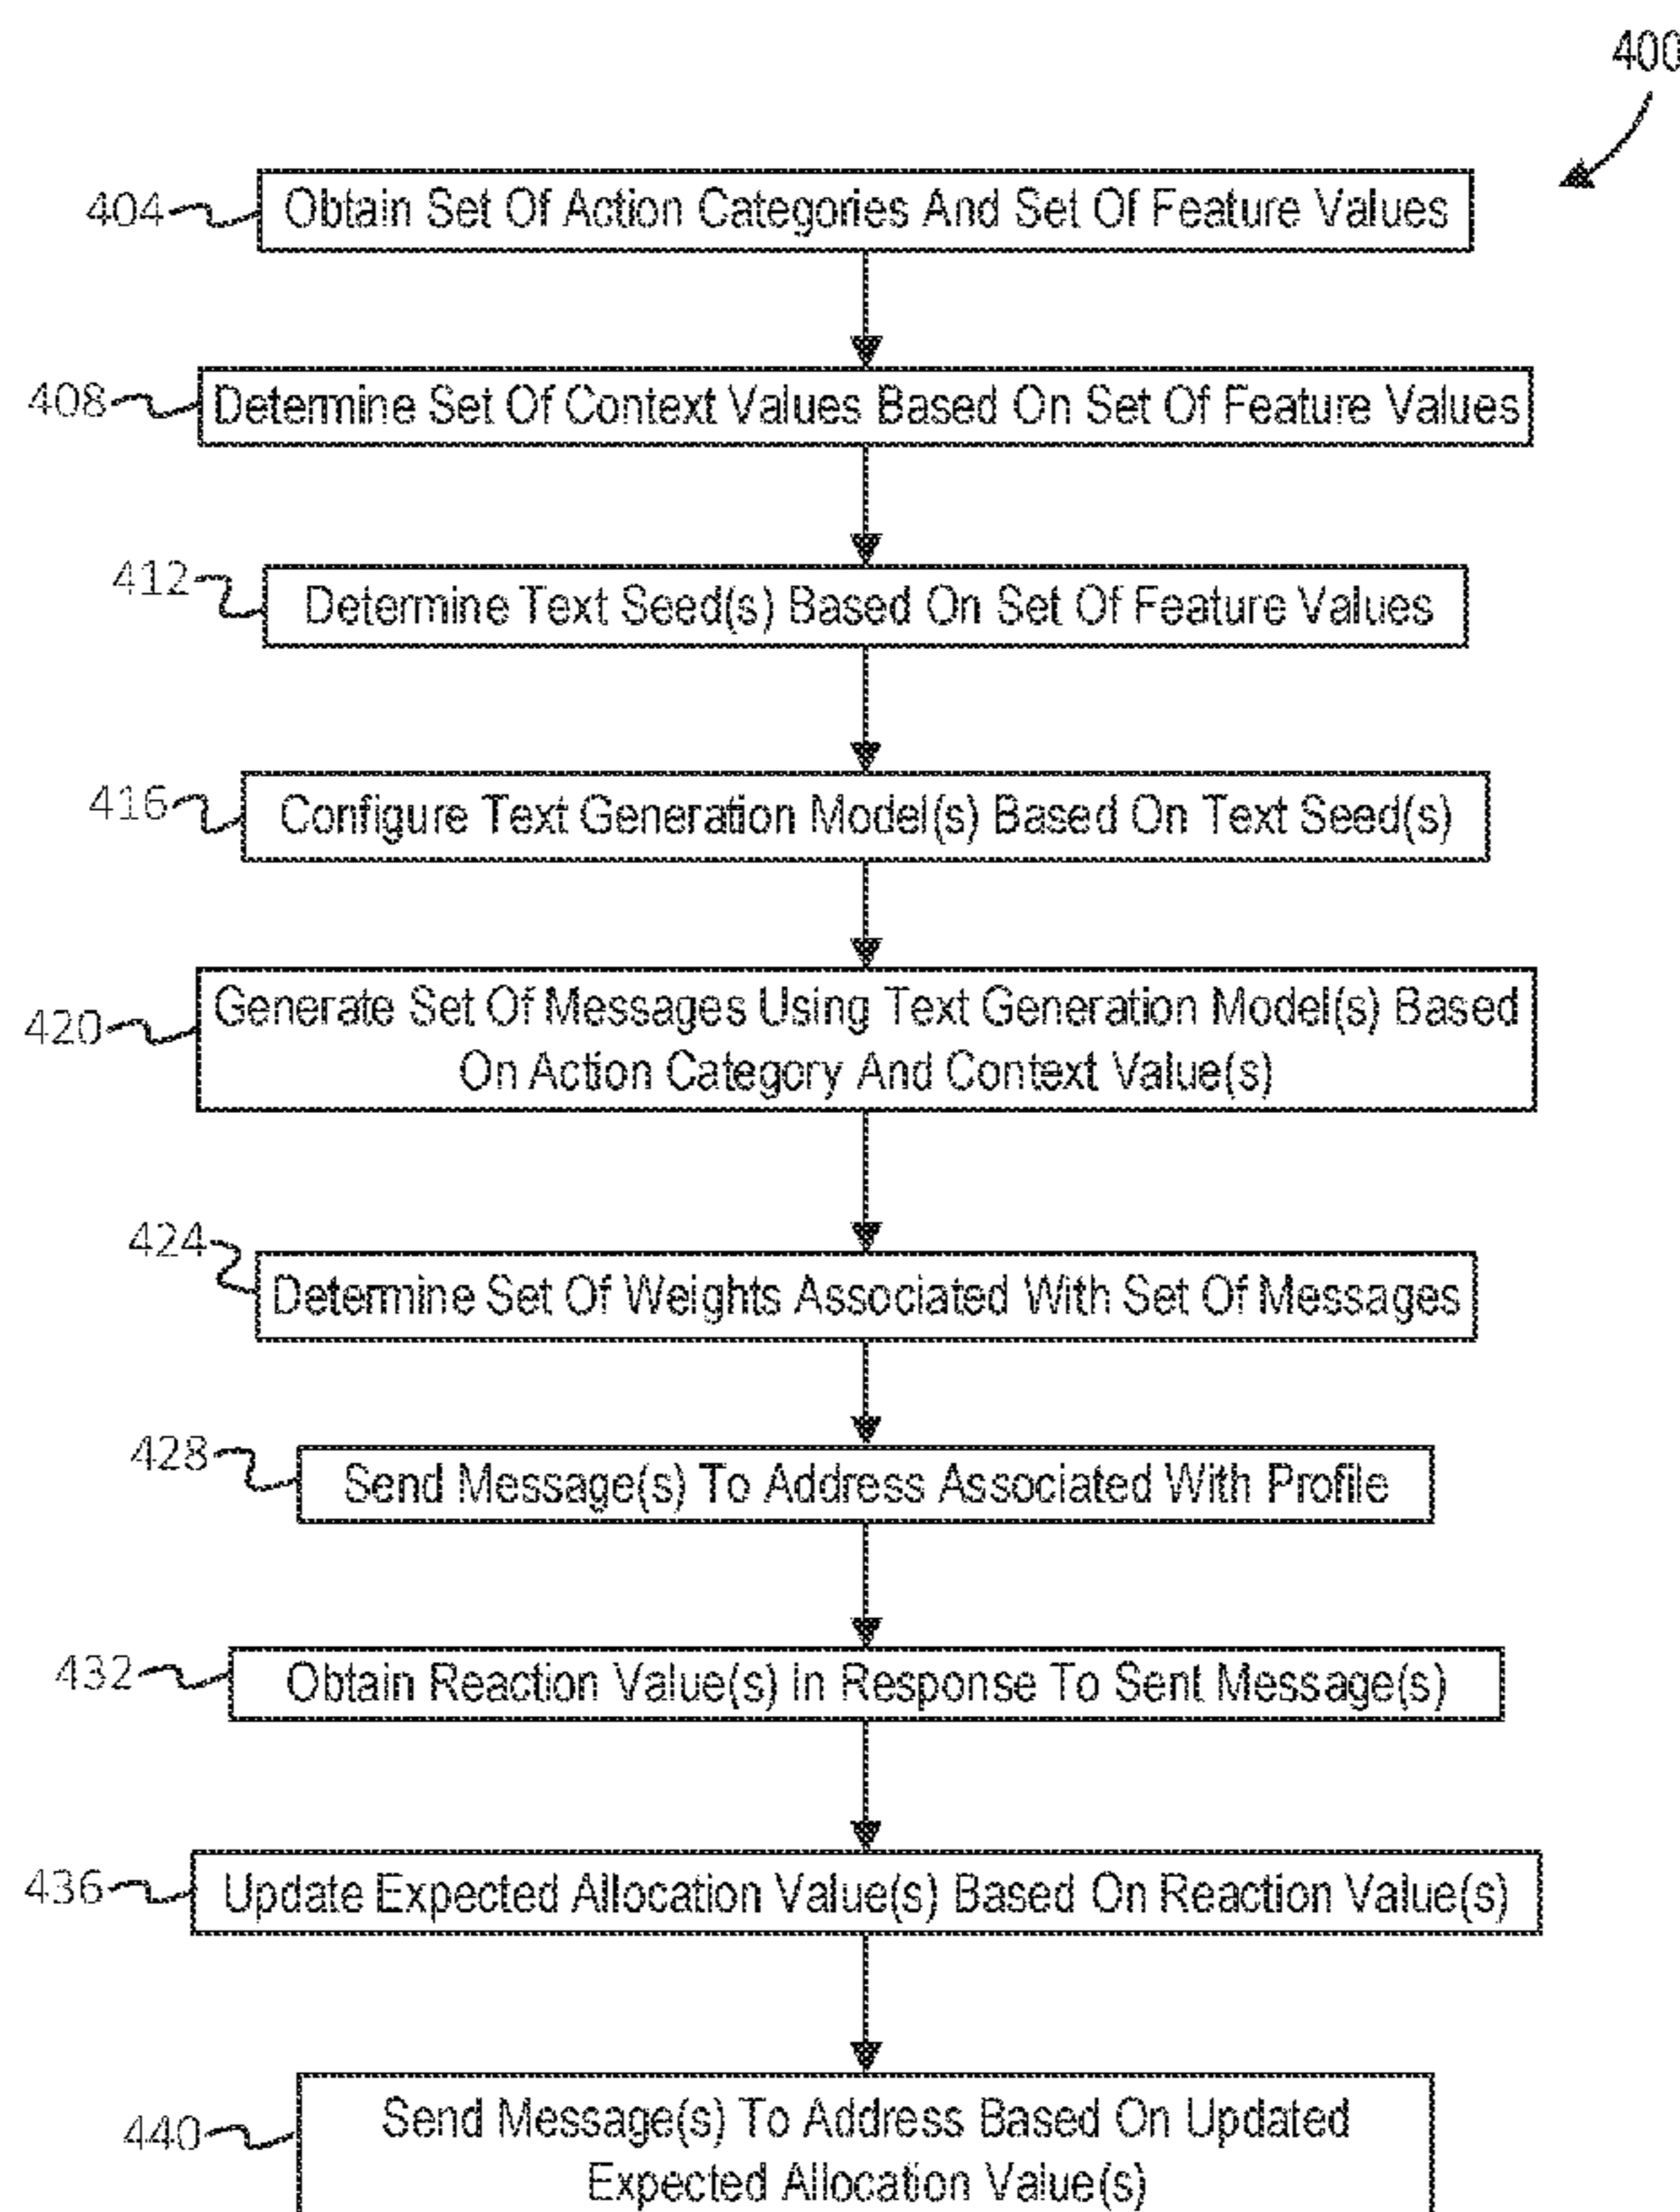 400
404 Obtain Set Of Action Categories And Set Of Feature Values
408 Determine Set Of Context Values Based On Set Of Feature Values
412 Determine Text Seed(s) Based On Set Of Feature Values
416 Configure Text Generation Model(s) Based On Text Seed(s)
Generate Set Of Messages Using Text Generation Model(s) Based
420
On Action Category And Context Value(s)
424
Determine Set Of Weights Associated With Set Of Messages
428 Send Message(s) To Address Associated With Profile
432 Obtain Reaction Value(s) In Response To Sent Message(s)
436 Update Expected Allocation Value(s) Based On Reaction Value(s)
Send Message(s) To Address Based On Updated
440
Expected Allocation Value(s)